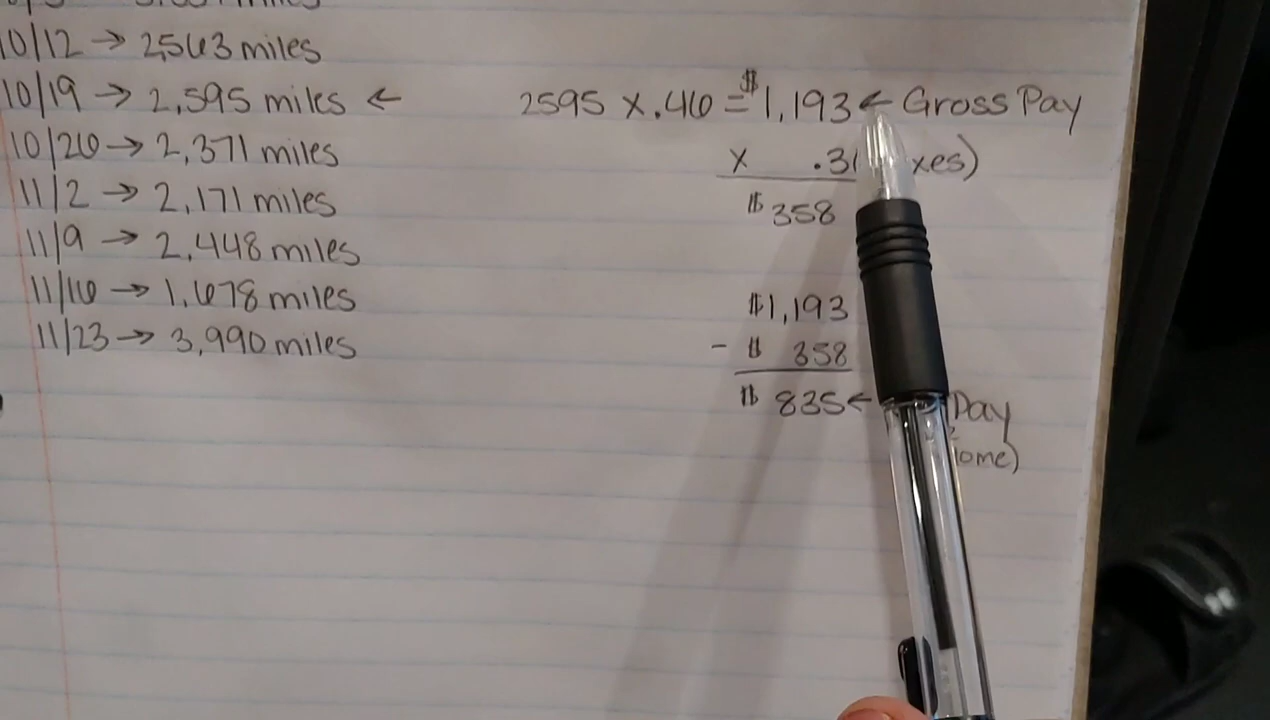 10/12 → 2,563 miles
10/19 → 2,595 miles ←
10/26 → 2,371 miles
11/2 → 2,171 miles
11/9 → 2,448 miles
11/16 → 1,678 miles
11/23 → 3,990 miles
2595 x .46 = $1,193 ← Gross Pay
x .3
$358
$1,193
- $ 358
$ 835 ← Pay